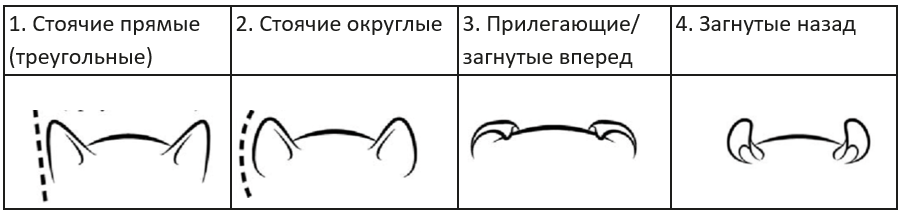 1. Стоячие прямые
(треугольные)
2. Стоячие округлые
3. Прилегающие/
загнутые вперед
4. Загнутые назад